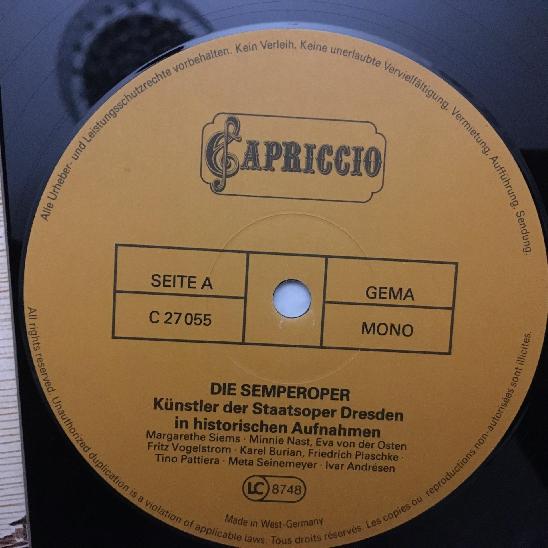 Alle Urheber- und Leistungsschutzrechte vorbehalten. Kein Verleih. Keine unerlaubte Vervielfältigung, Vermietung, Aufführung, Sendung.
CAPRICCIO
SEITE A
GEMA
C 27 055
MONO
DIE SEMPEROPER
Künstler der Staatsoper Dresden
in historischen Aufnahmen
Margarethe Siems · Minnie Nast, Eva von der Osten
Fritz Vogelstrom · Karel Burian, Friedrich Plaschke ·
Tino Pattiera · Meta Seinemeyer · Ivar Andrésen
LC 8748
Made in West-Germany
All rights reserved. Unauthorized duplication is a violation of applicable laws. Tous droits réservés. Les copies ou reproductions non-autorisées sont illicites.